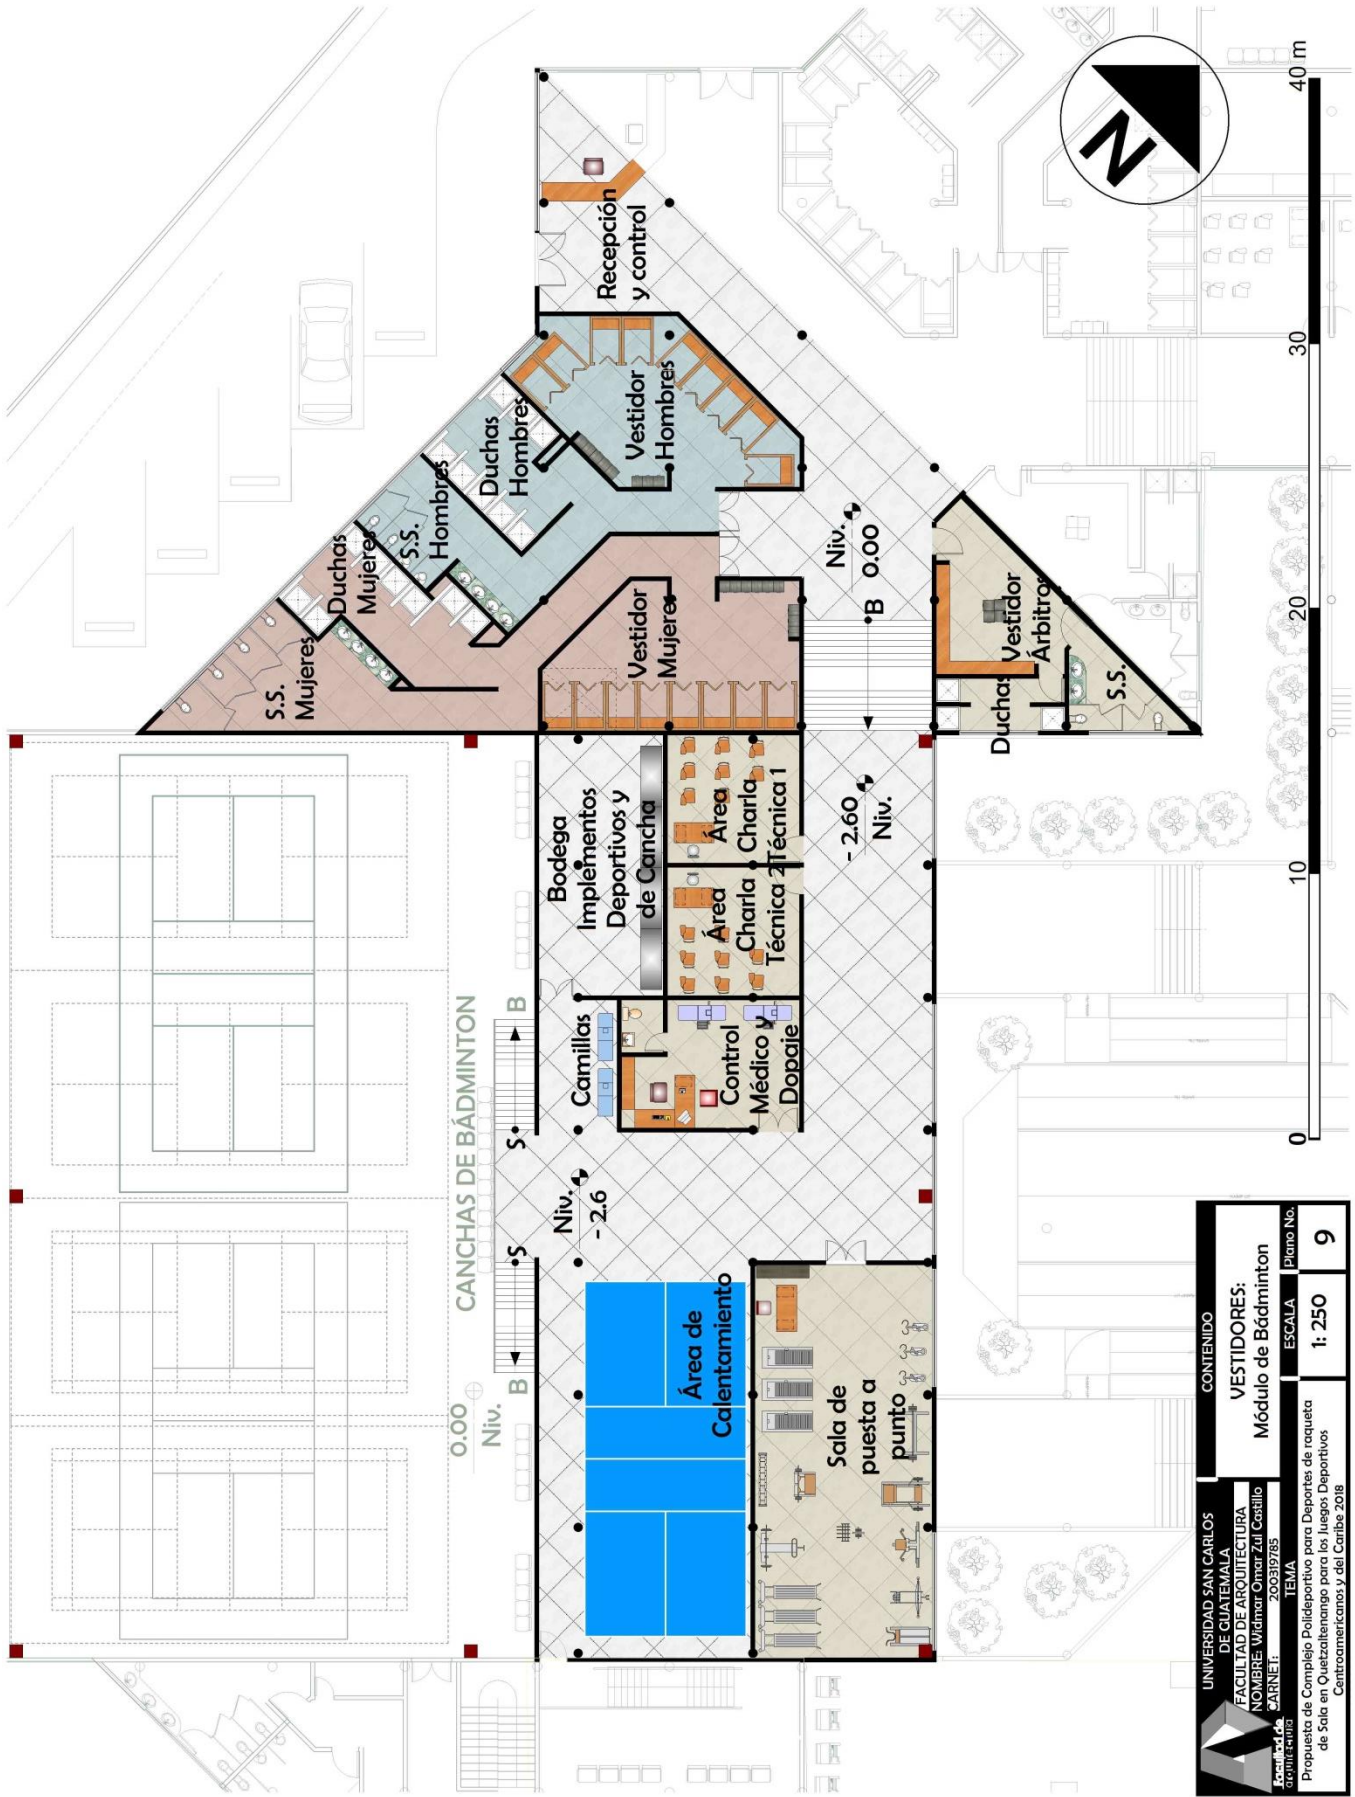 Recepción
y control
Vestidor
Hombres
Duchas
Hombres
S.S.
Hombres
Duchas
Mujeres
S.S.
Mujeres
Vestidor
Mujeres
Niv.
0.00
B
Vestidor
Árbitros
Duchas
S.S.
Bodega
Implementos
Deportivos y
de Cancha
Área
Charla
Técnica 1
Área
Charla
Técnica 2
- 2.60
Niv.
Camillas
Control
Médico y
Dopaje
CANCHAS DE BÁDMINTON
B
S
S
B
Niv.
- 2.6
0.00
Niv.
Área de
Calentamiento
Sala de
puesta a
punto
N
0
10
20
30
40 m
UNIVERSIDAD SAN CARLOS
DE GUATEMALA
FACULTAD DE ARQUITECTURA
NOMBRE: Widmar Omar Zul Castillo
CARNET: 200319785
Facultad de
arquitectura
CONTENIDO
VESTIDORES:
Módulo de Bádminton
TEMA
Propuesta de Complejo Polideportivo para Deportes de raqueta
de Sala en Quetzaltenango para los Juegos Deportivos
Centroamericanos y del Caribe 2018
ESCALA
1: 250
Plano No.
9